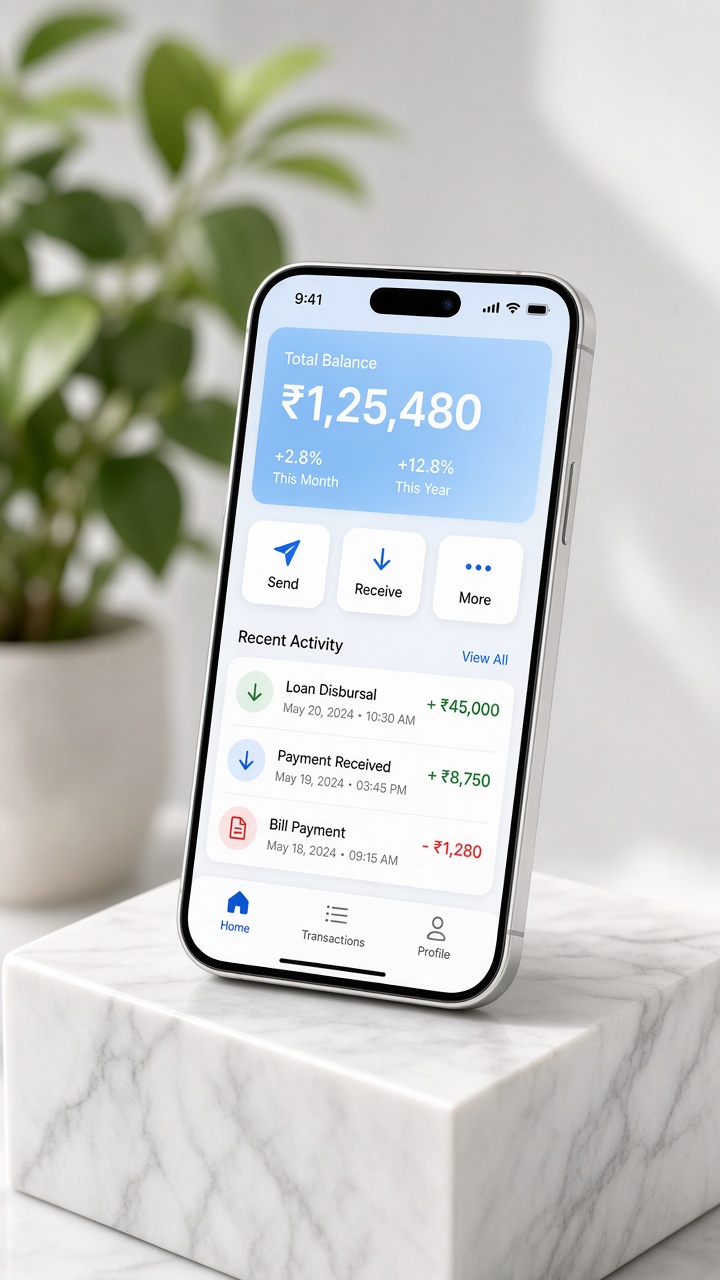 9:41
Total Balance
₹1,25,480
+2.8%
This Month
+12.8%
This Year
Send
Receive
More
Recent Activity
View All
Loan Disbursal
May 20, 2024 • 10:30 AM
+ ₹45,000
Payment Received
May 19, 2024 • 03:45 PM
+ ₹8,750
Bill Payment
May 18, 2024 • 09:15 AM
- ₹1,280
Home
Transactions
Profile